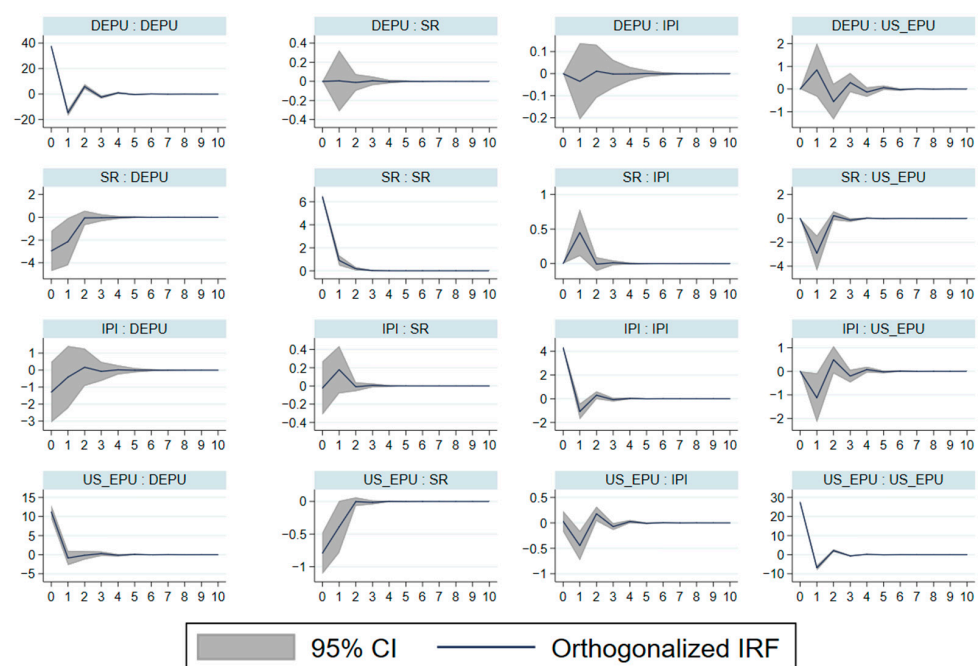 DEPU : DEPU
40
20
0
−20
0 1 2 3 4 5 6 7 8 9 10
DEPU : SR
0.4
0.2
0
−0.2
−0.4
0 1 2 3 4 5 6 7 8 9 10
DEPU : IPI
0.1
0
−0.1
−0.2
0 1 2 3 4 5 6 7 8 9 10
DEPU : US_EPU
2
1
0
−1
0 1 2 3 4 5 6 7 8 9 10
SR : DEPU
2
0
−2
−4
0 1 2 3 4 5 6 7 8 9 10
SR : SR
6
4
2
0
0 1 2 3 4 5 6 7 8 9 10
SR : IPI
1
0.5
0
0 1 2 3 4 5 6 7 8 9 10
SR : US_EPU
2
0
−2
−4
0 1 2 3 4 5 6 7 8 9 10
IPI : DEPU
1
0
−1
−2
−3
0 1 2 3 4 5 6 7 8 9 10
IPI : SR
0.4
0.2
0
−0.2
−0.4
0 1 2 3 4 5 6 7 8 9 10
IPI : IPI
4
2
0
−2
0 1 2 3 4 5 6 7 8 9 10
IPI : US_EPU
1
0
−1
−2
0 1 2 3 4 5 6 7 8 9 10
US_EPU : DEPU
15
10
5
0
−5
0 1 2 3 4 5 6 7 8 9 10
US_EPU : SR
0
−0.5
−1
0 1 2 3 4 5 6 7 8 9 10
US_EPU : IPI
0.5
0
−0.5
−1
0 1 2 3 4 5 6 7 8 9 10
US_EPU : US_EPU
30
20
10
0
−10
0 1 2 3 4 5 6 7 8 9 10
95% CI
Orthogonalized IRF